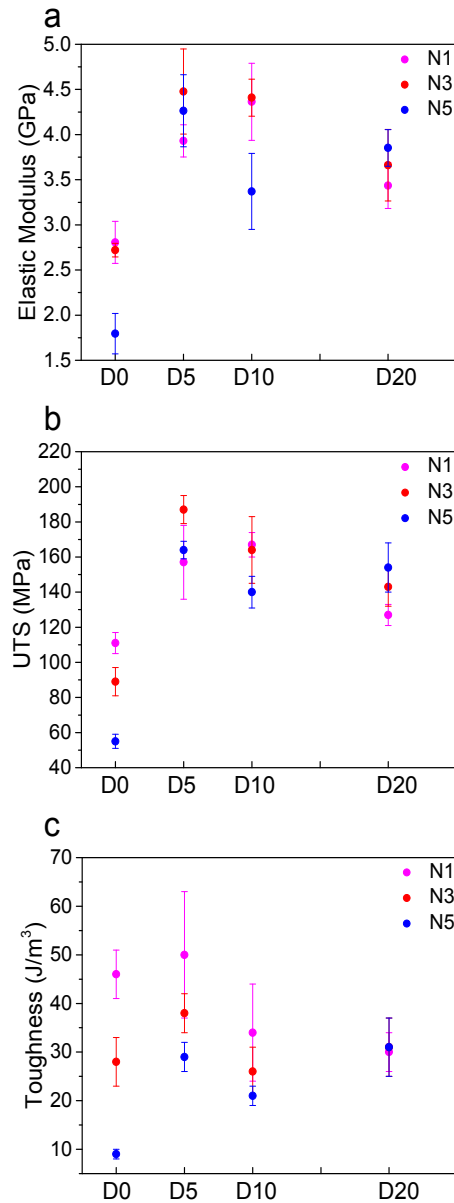 a
5.0
4.5
4.0
3.5
3.0
2.5
2.0
1.5
Elastic Modulus (GPa)
N1
N3
N5
D0 D5 D10 D20
b
220
200
180
160
140
120
100
80
60
40
UTS (MPa)
N1
N3
N5
D0 D5 D10 D20
c
70
60
50
40
30
20
10
Toughness (J/m³)
N1
N3
N5
D0 D5 D10 D20